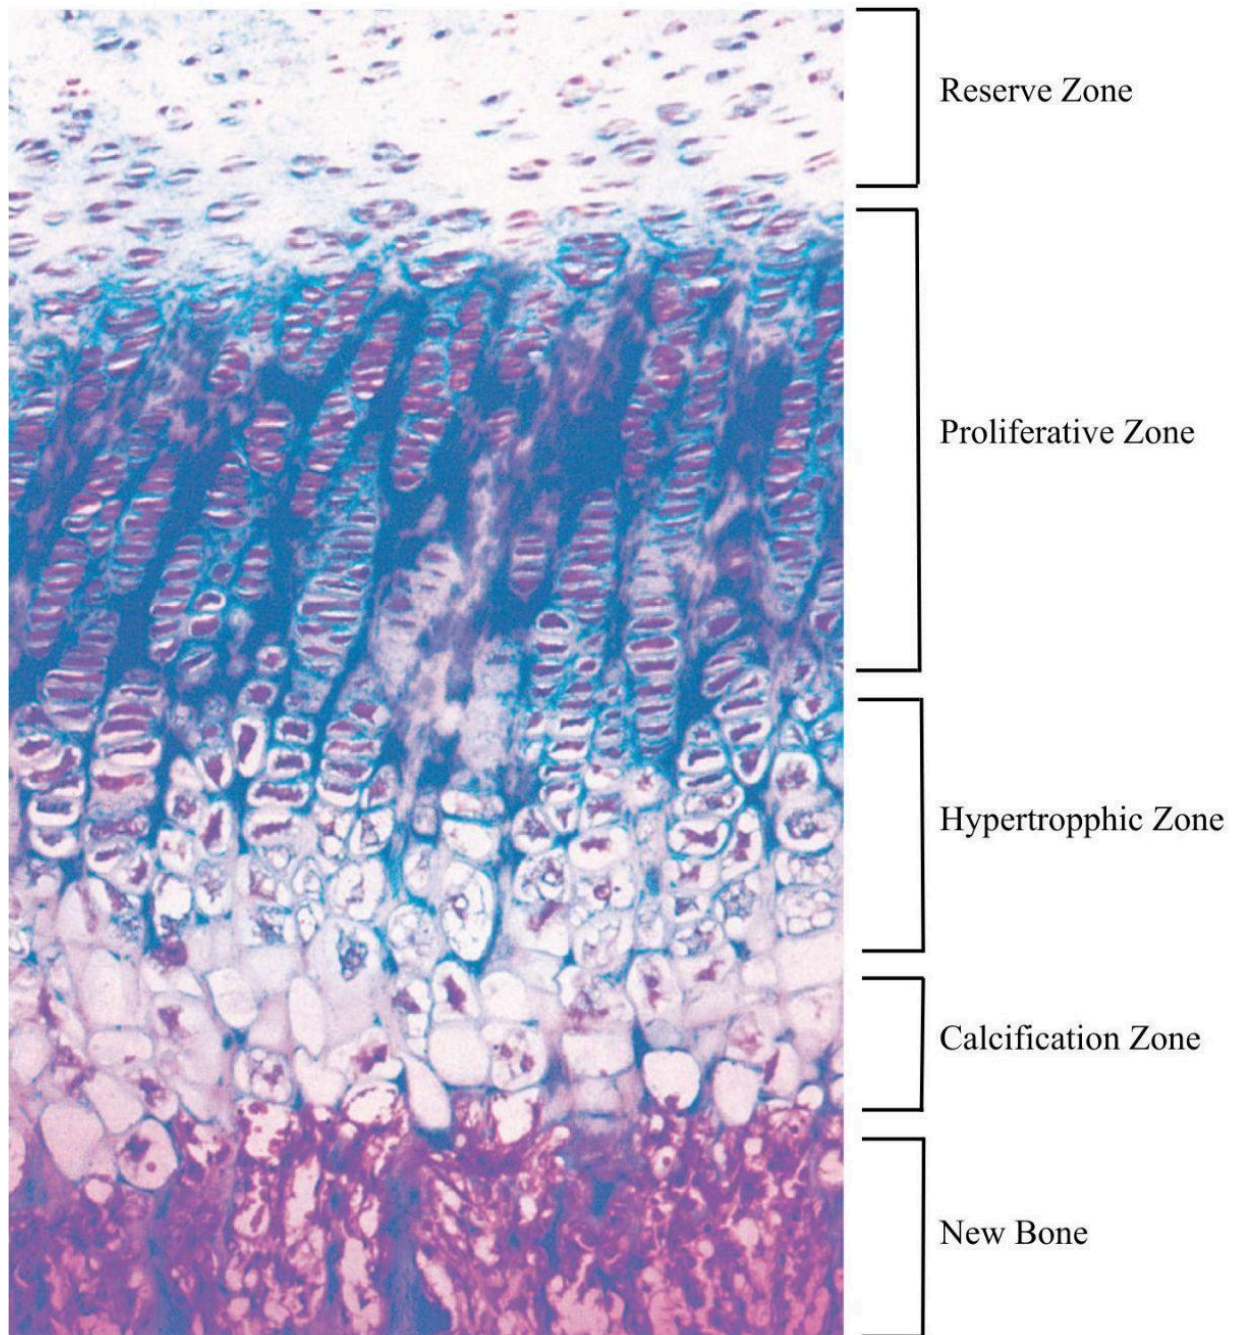 Reserve Zone
Proliferative Zone
Hypertropphic Zone
Calcification Zone
New Bone